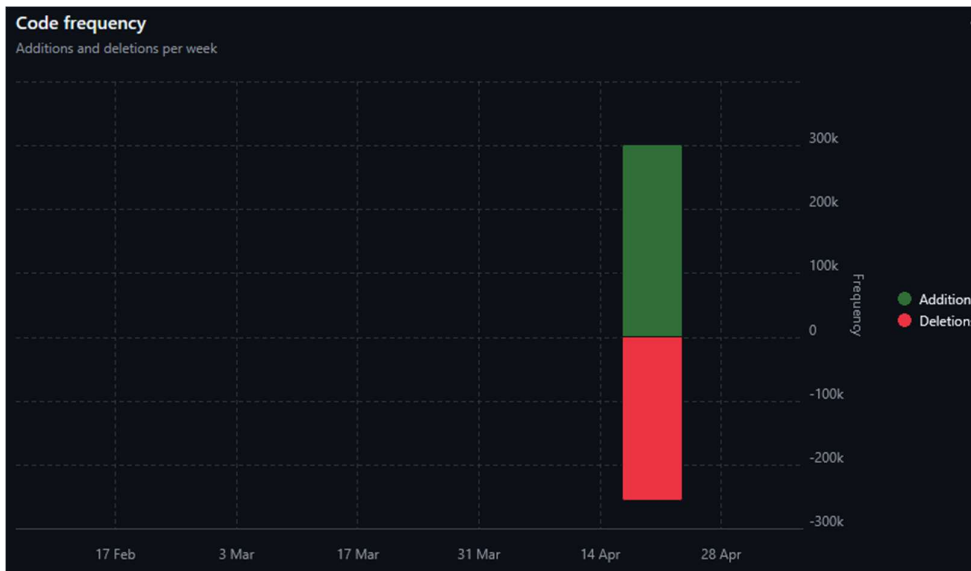 Code frequency
Additions and deletions per week
300k
200k
100k
0
-100k
-200k
-300k
Frequency
Addition
Deletion
17 Feb
3 Mar
17 Mar
31 Mar
14 Apr
28 Apr